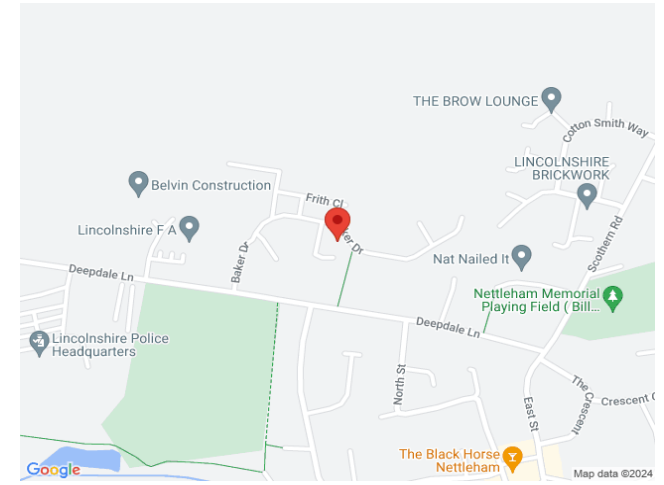 THE BROW LOUNGE
Cotton Smith Way
LINCOLNSHIRE
BRICKWORK
Belvin Construction
Frith Cl
Lincolnshire F A
Baker Dr
Scothern Rd
Nat Nailed It
Deepdale Ln
Baker Dr
Nettleham Memorial
Playing Field ( Bill...
Deepdale Ln
Lincolnshire Police
Headquarters
North St
The Crescent
Crescent C
East St
The Black Horse
Nettleham
Google
Map data ©2024